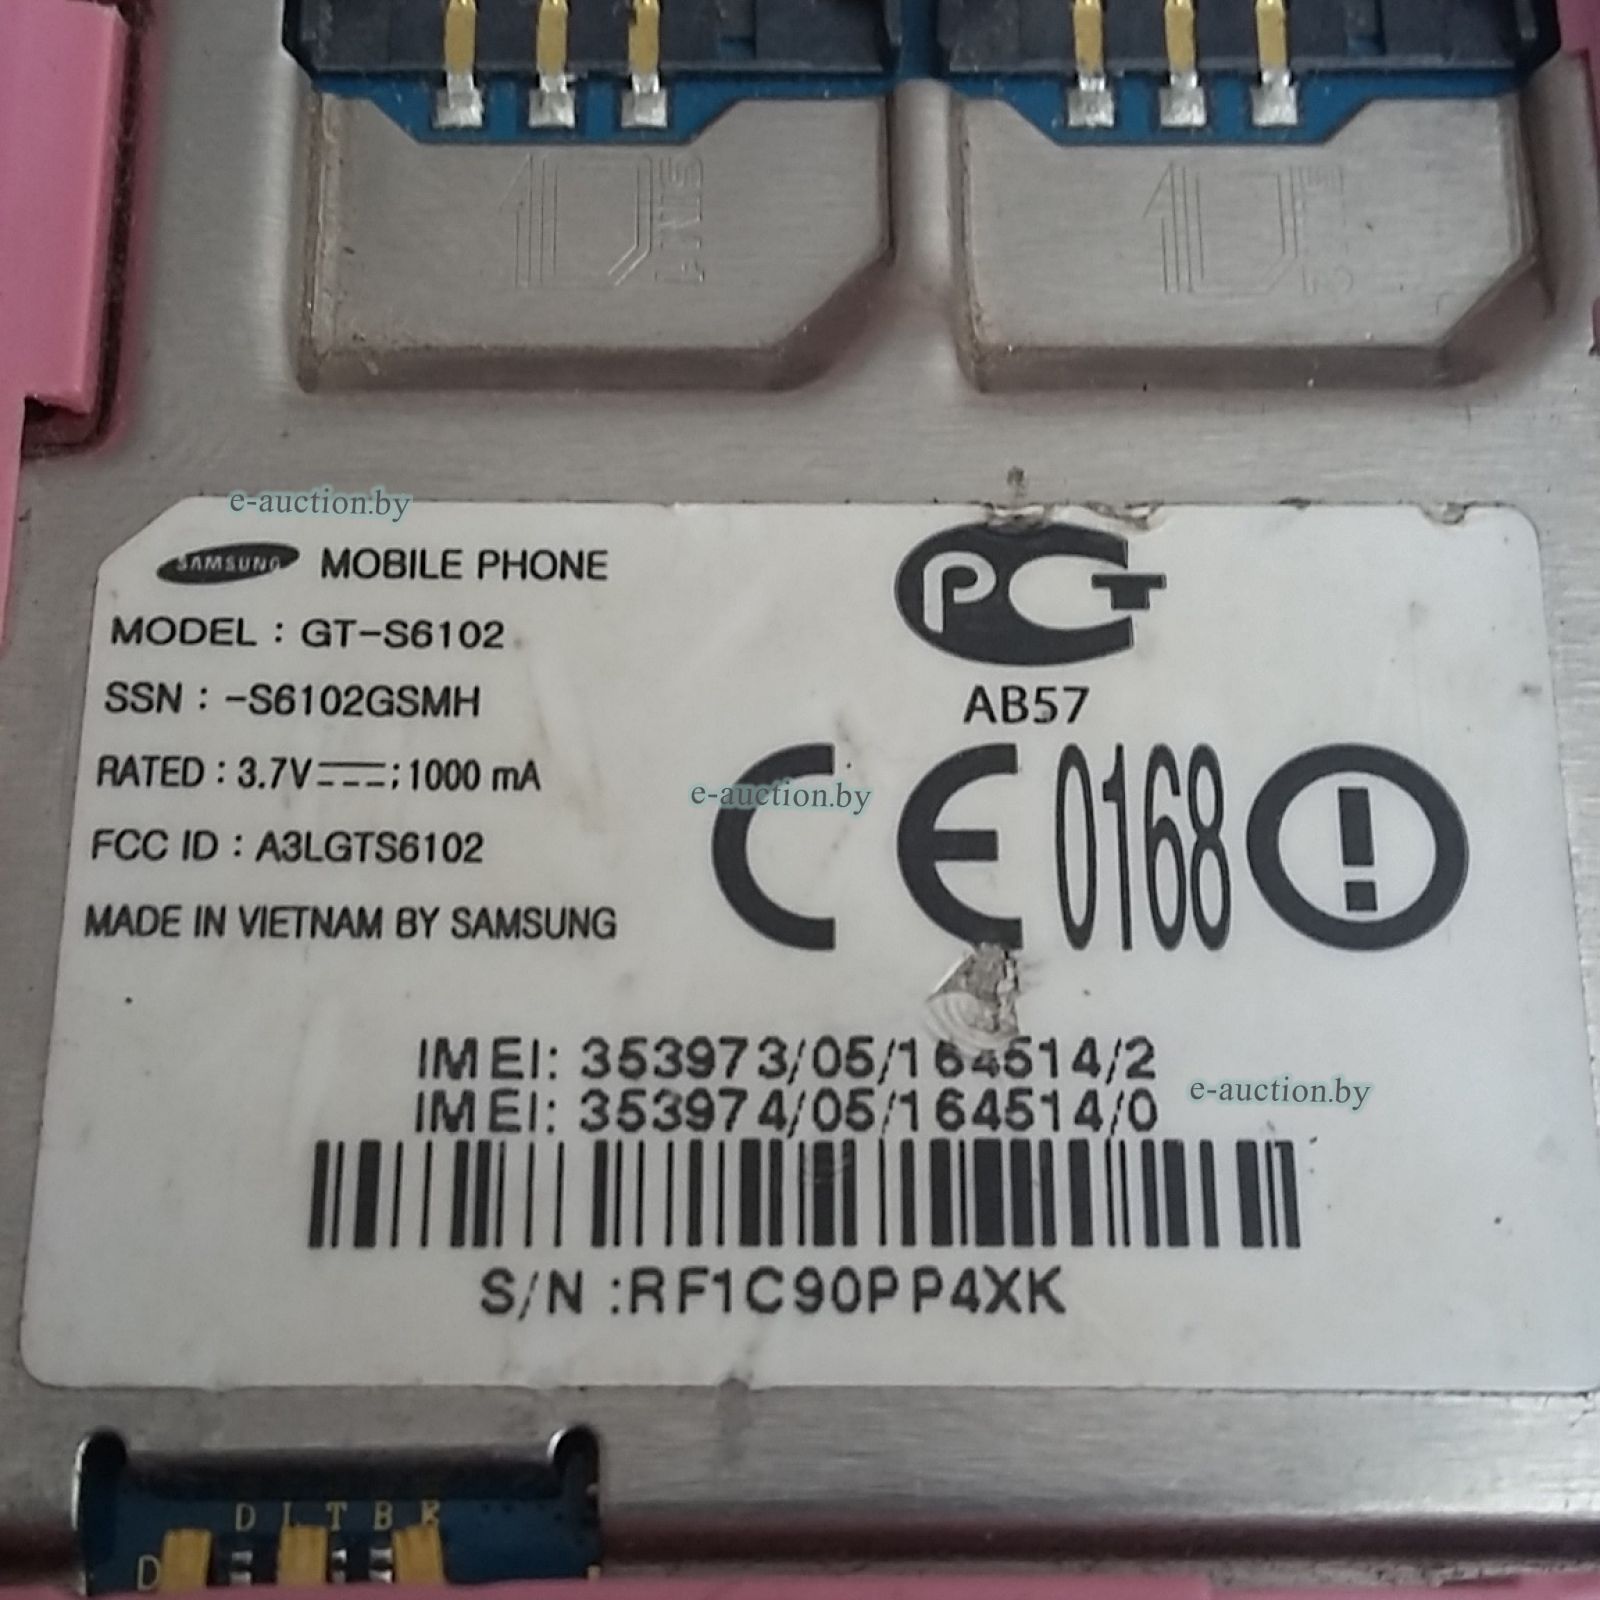 SIM 1
e-auction.by
SAMSUNG MOBILE PHONE
MODEL : GT-S6102
SSN : -S6102GSMH
RATED : 3.7V ; 1000 mA
FCC ID : A3LGTS6102
MADE IN VIETNAM BY SAMSUNG
PCT
AB57
e-auction.by
CE 0168
IMEI: 353973/05/164514/2
IMEI: 353974/05/164514/0
e-auction.by
S/N :RF1C90PP4XK